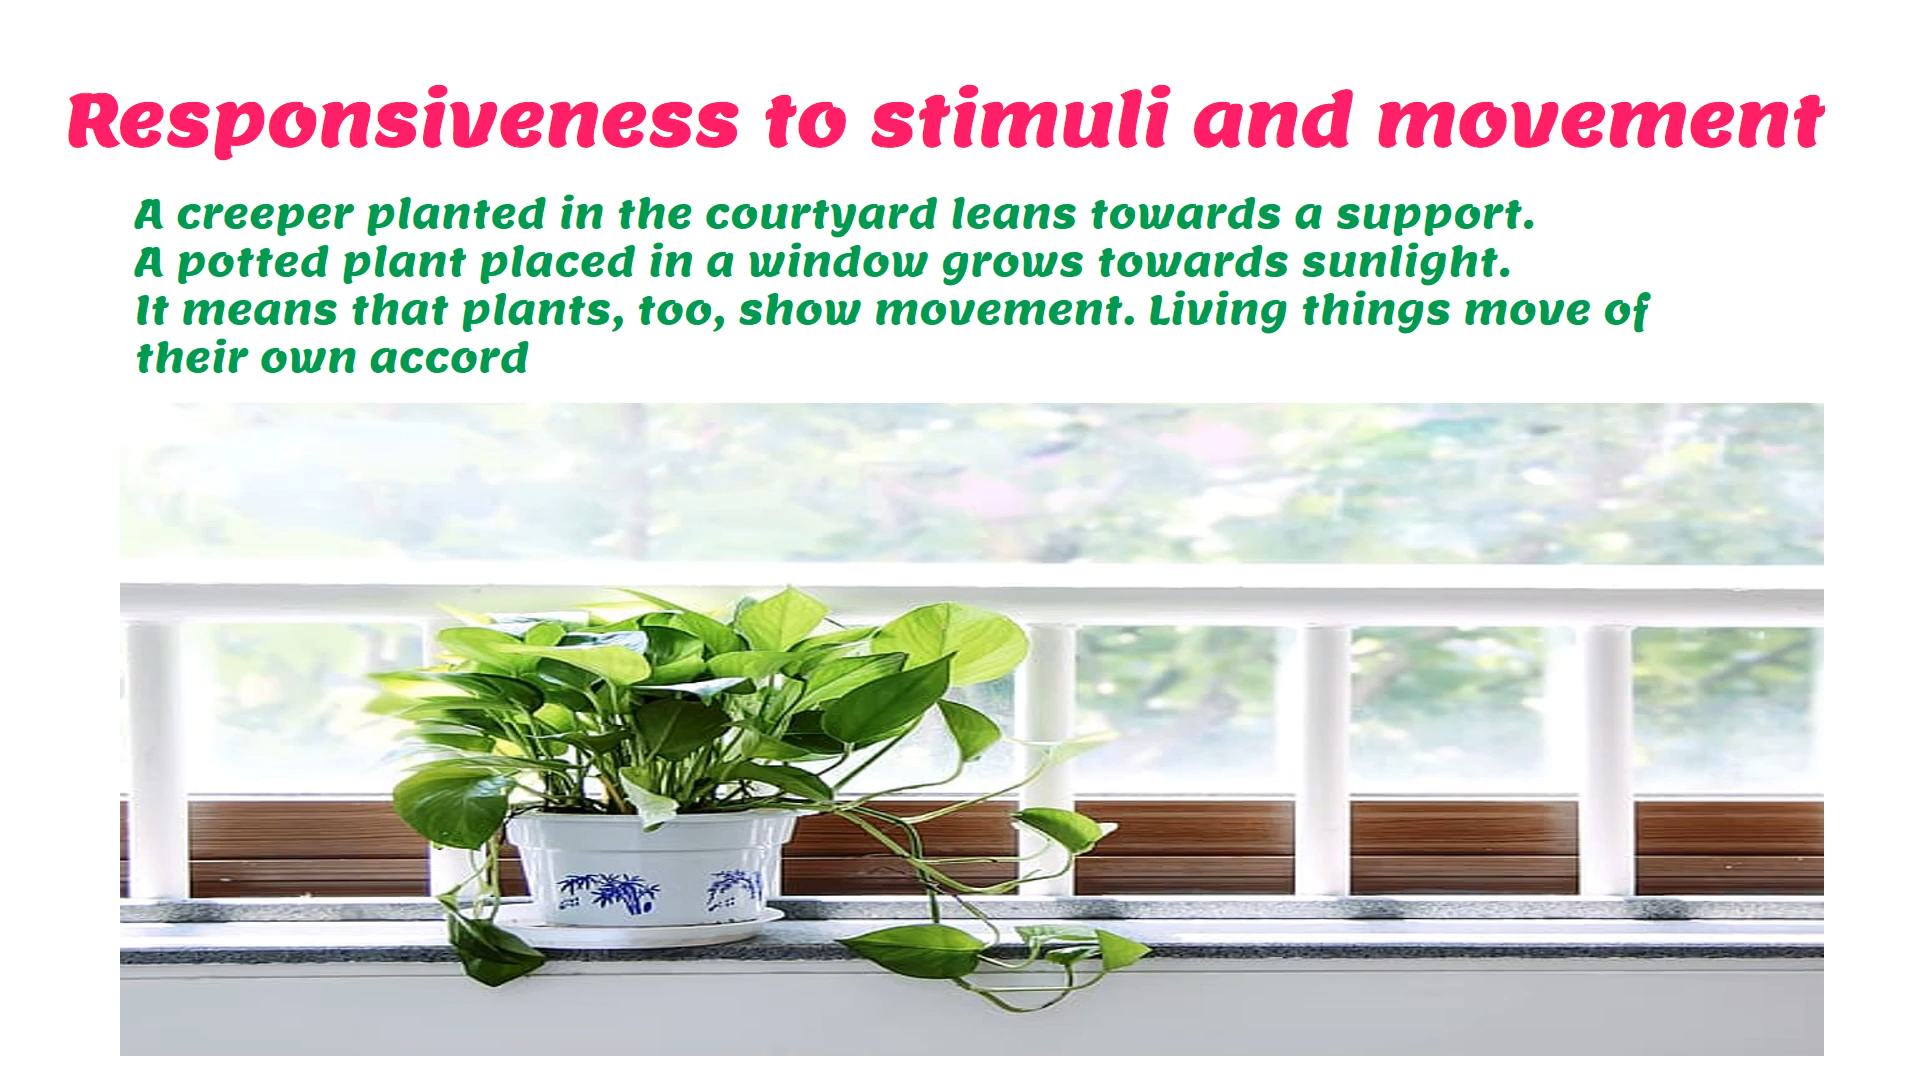 Responsiveness to stimuli and movement
A creeper planted in the courtyard leans towards a support.
A potted plant placed in a window grows towards sunlight.
It means that plants, too, show movement. Living things move of
their own accord